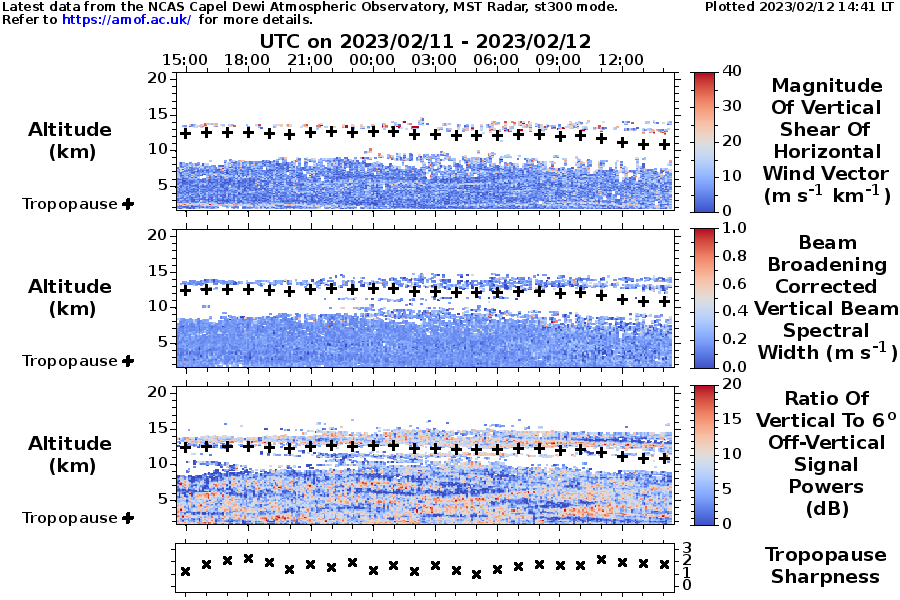 Latest data from the NCAS Capel Dewi Atmospheric Observatory, MST Radar, st300 mode.
Plotted 2023/02/12 14:41 LT
Refer to https://amof.ac.uk/ for more details.
UTC on 2023/02/11 - 2023/02/12
15:00 18:00 21:00 00:00 03:00 06:00 09:00 12:00
20
15
10
5
Altitude
(km)
Tropopause +
40
30
20
10
0
Magnitude
Of Vertical
Shear Of
Horizontal
Wind Vector
(m s-1 km-1)
20
15
10
5
Altitude
(km)
Tropopause +
1.0
0.8
0.6
0.4
0.2
0.0
Beam
Broadening
Corrected
Vertical Beam
Spectral
Width (m s-1)
20
15
10
5
Altitude
(km)
Tropopause +
20
15
10
5
0
Ratio Of
Vertical To 6o
Off-Vertical
Signal
Powers
(dB)
3
2
1
0
Tropopause
Sharpness